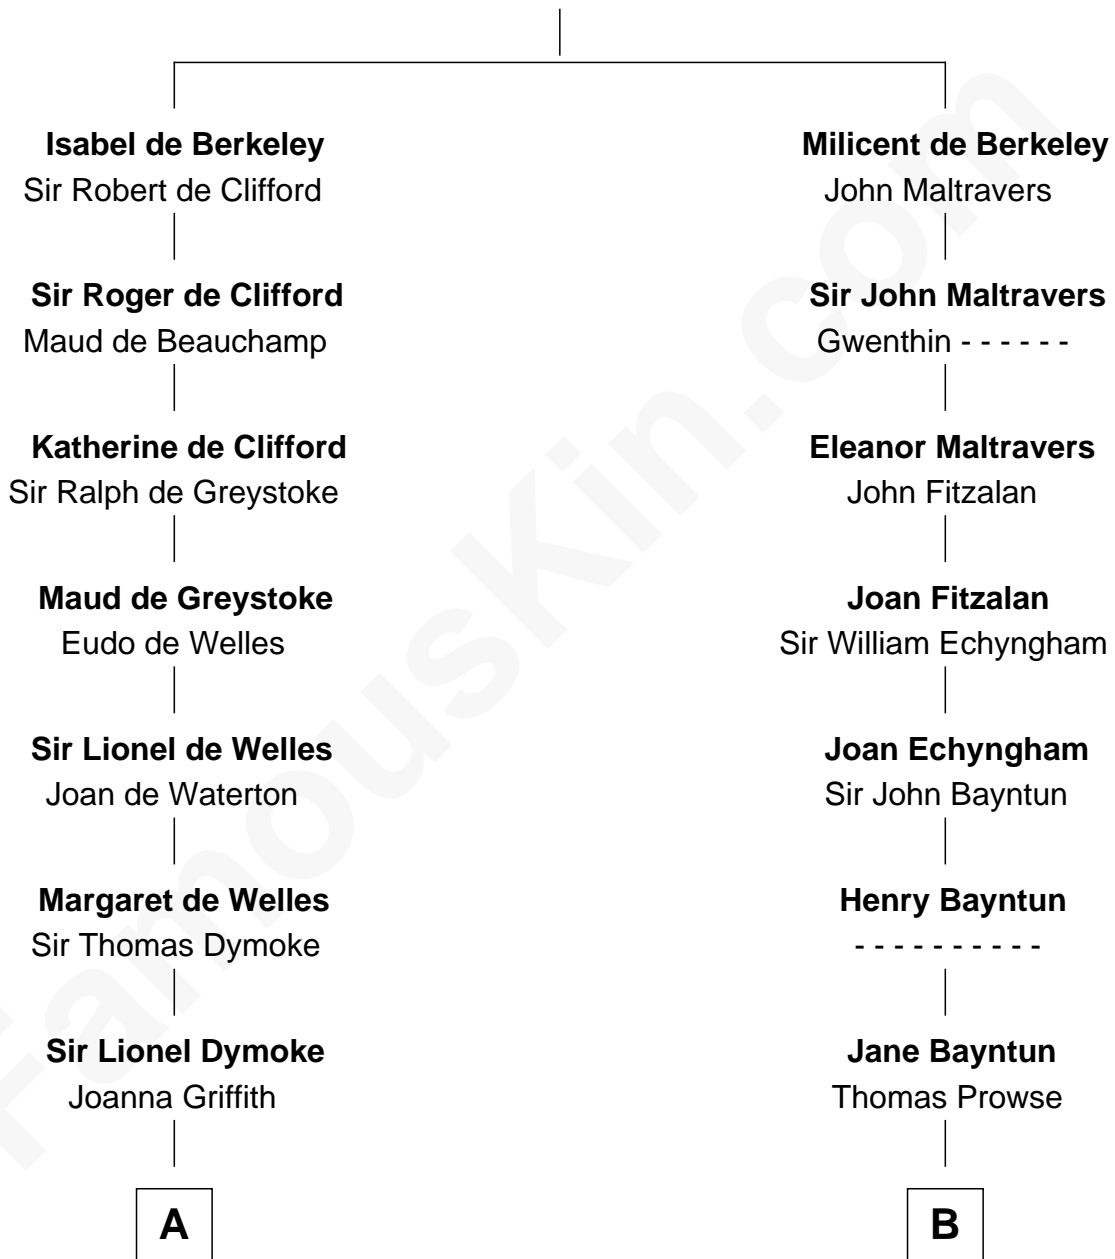 Isabel de Berkeley
Sir Robert de Clifford
Sir Roger de Clifford
Maud de Beauchamp
Katherine de Clifford
Sir Ralph de Greystoke
Maud de Greystoke
Eudo de Welles
Sir Lionel de Welles
Joan de Waterton
Margaret de Welles
Sir Thomas Dymoke
Sir Lionel Dymoke
Joanna Griffith
A
Milicent de Berkeley
John Maltravers
Sir John Maltravers
Gwenthin - - - - - -
Eleanor Maltravers
John Fitzalan
Joan Fitzalan
Sir William Echyngham
Joan Echyngham
Sir John Bayntun
Henry Bayntun
- - - - - - - - - -
Jane Bayntun
Thomas Prowse
B
FamousKin.com